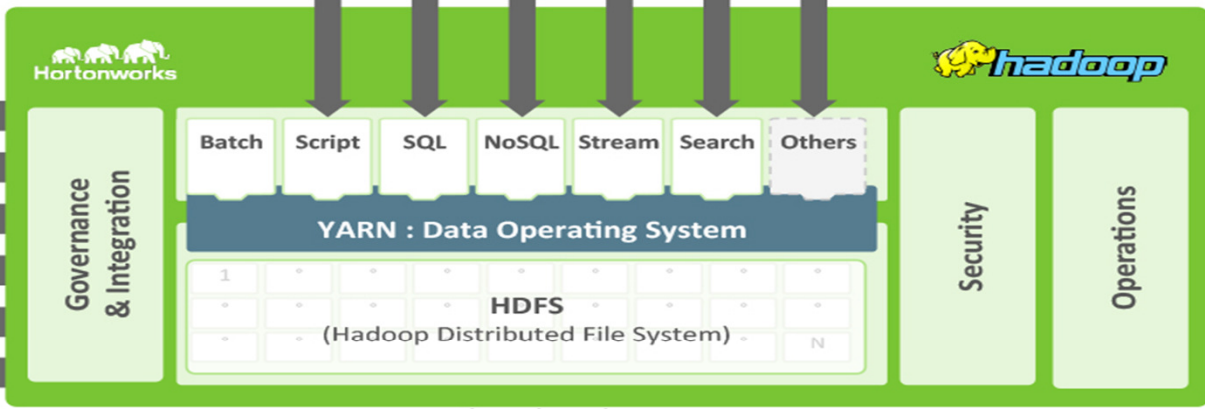 Hortonworks
hadoop
Governance
& Integration
Batch
Script
SQL
NoSQL
Stream
Search
Others
YARN : Data Operating System
1
HDFS
(Hadoop Distributed File System)
N
Security
Operations